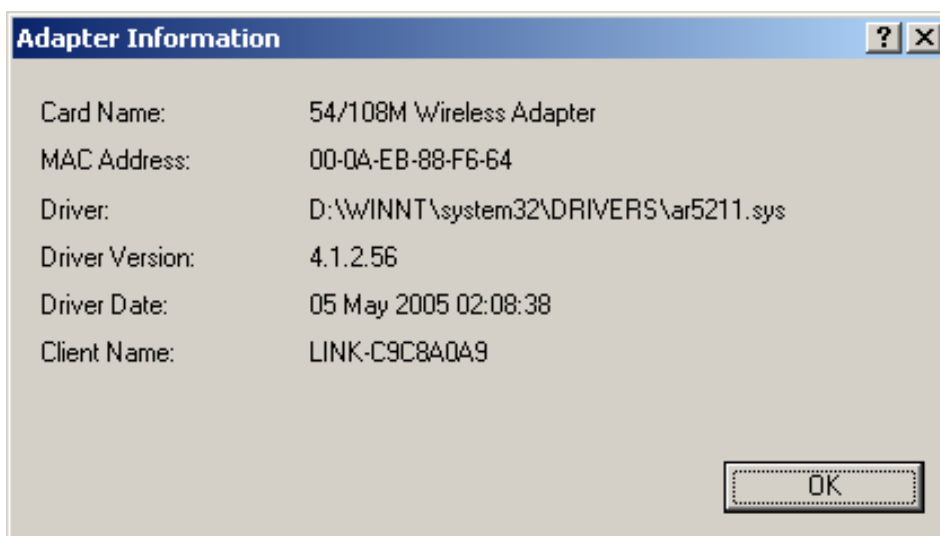 Adapter Information
Card Name: 54/108M Wireless Adapter
MAC Address: 00-0A-EB-88-F6-64
Driver: D:\WINNT\system32\DRIVERS\ar5211.sys
Driver Version: 4.1.2.56
Driver Date: 05 May 2005 02:08:38
Client Name: LINK-C9C8A0A9
OK